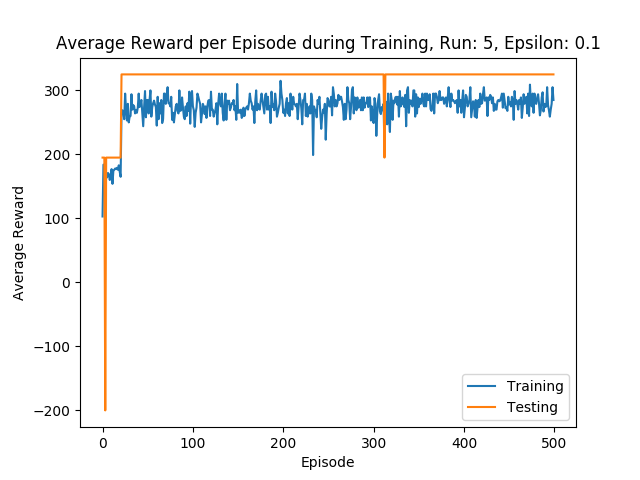 Average Reward per Episode during Training, Run: 5, Epsilon: 0.1
300
200
100
0
−100
−200
Average Reward
0 100 200 300 400 500
Episode
Training
Testing